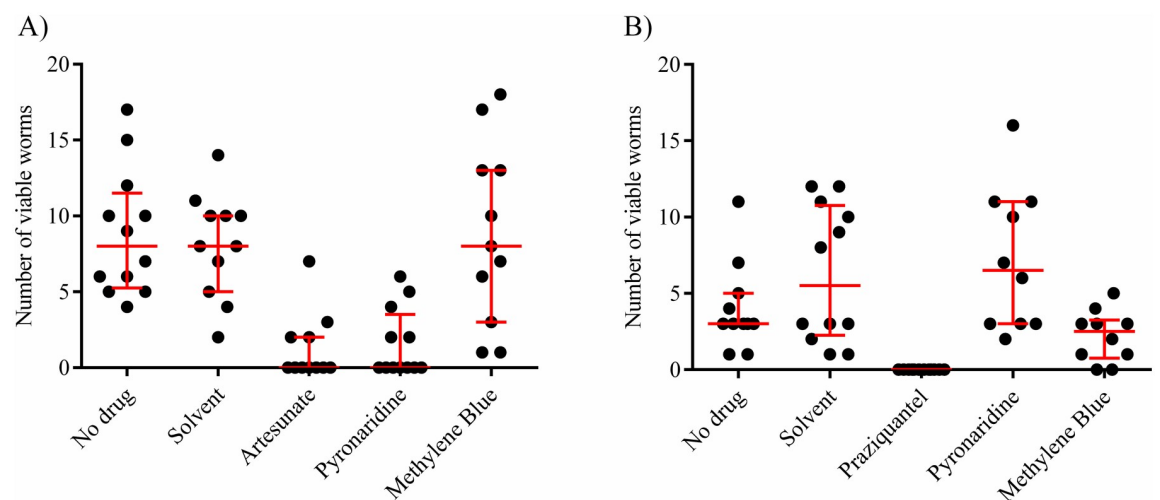 A)
Number of viable worms
20
15
10
5
0
No drug
Solvent
Artesunate
Pyronaridine
Methylene Blue
B)
Number of viable worms
20
15
10
5
0
No drug
Solvent
Praziquantel
Pyronaridine
Methylene Blue